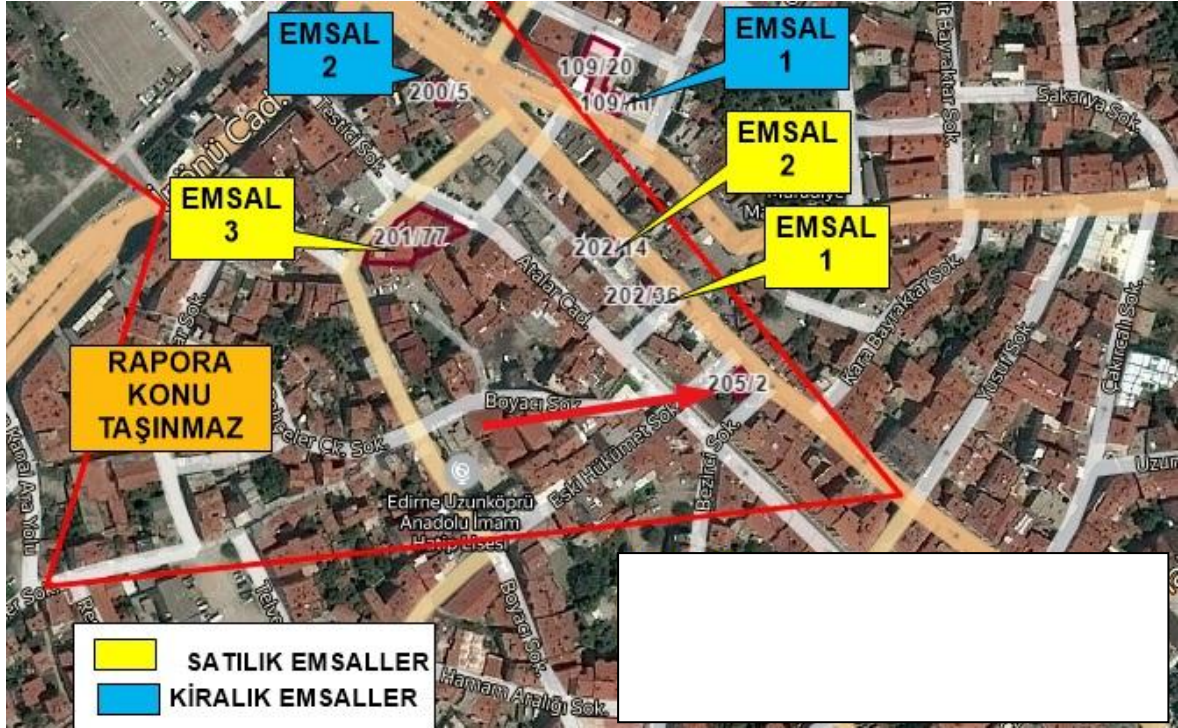 EMSAL
2
EMSAL
1
109/20
200/5
109/11
Sakarya Sok.
Testici Sok.
EMSAL
2
EMSAL
3
201/77
202/14
EMSAL
1
Atalar Cad.
202/36
Kara Bayraktar Sok.
Yusuf Sok.
Çakırcalı Sok.
RAPORA
KONU
TAŞINMAZ
205/2
Boyacı Sok.
Eski Hükümet Sok.
Bezirci Sok.
Edirne Uzunköprü
Anadolu İmam
Hatip Lisesi
Boyacı Sok.
Hamam Aralığı Sok.
SATILIK EMSALLER
KİRALIK EMSALLER